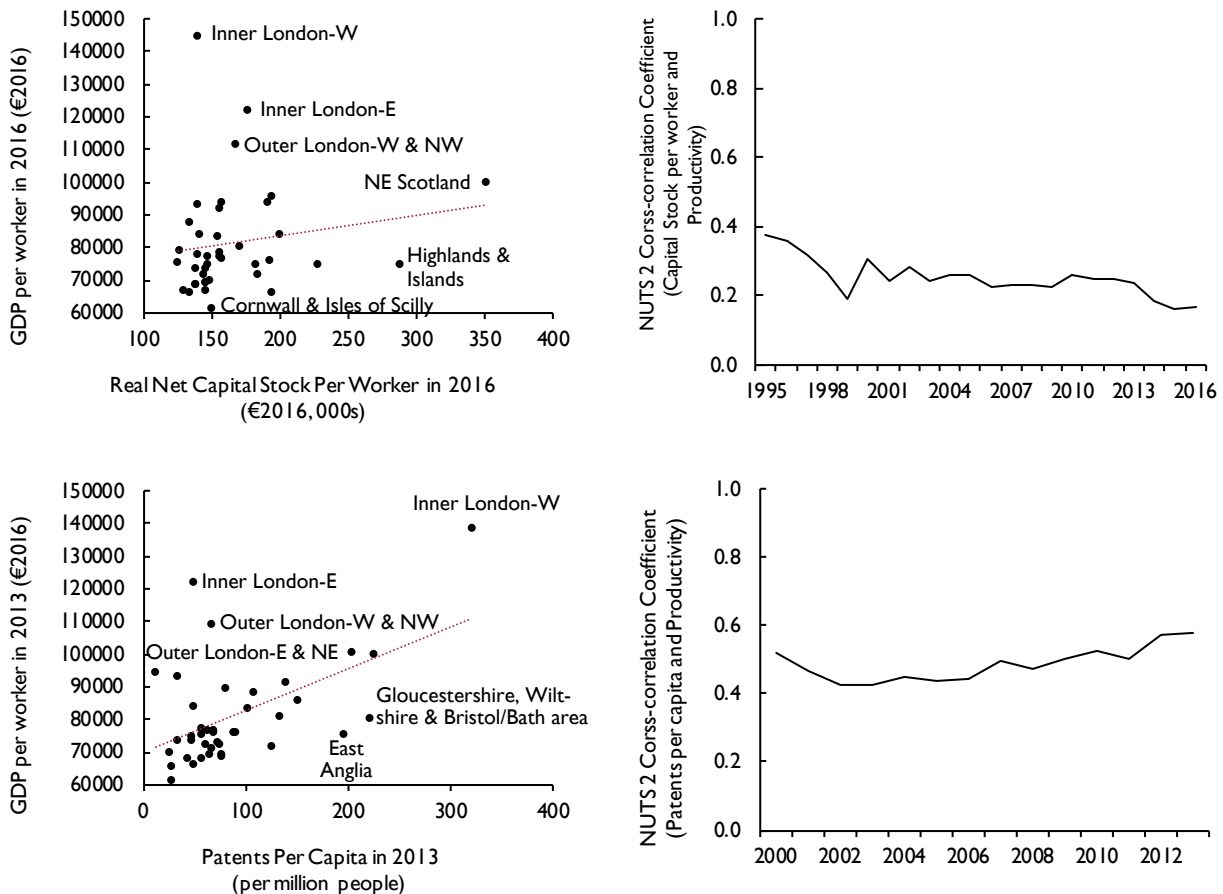 GDP per worker in 2016 (€2016)
150000
140000
130000
120000
110000
100000
90000
80000
70000
60000
Inner London-W
Inner London-E
Outer London-W & NW
NE Scotland
Highlands &
Islands
Cornwall & Isles of Scilly
100 150 200 250 300 350 400
Real Net Capital Stock Per Worker in 2016
(€2016,000s)
NUTS 2 Corss-correlation Coefficient
(Capital Stock per worker and
Productivity)
1.0
0.8
0.6
0.4
0.2
0.0
1995 1998 2001 2004 2007 2010 2013 2016
GDP per worker in 2013 (€2016)
150000
140000
130000
120000
110000
100000
90000
80000
70000
60000
Inner London-W
Inner London-E
Outer London-W & NW
Outer London-E & NE
Gloucestershire, Wilt-
shire & Bristol/Bath area
East
Anglia
0 100 200 300 400
Patents Per Capita in 2013
(per million people)
NUTS 2 Corss-correlation Coefficient
(Patents per capita and Productivity)
1.0
0.8
0.6
0.4
0.2
0.0
2000 2002 2004 2006 2008 2010 2012